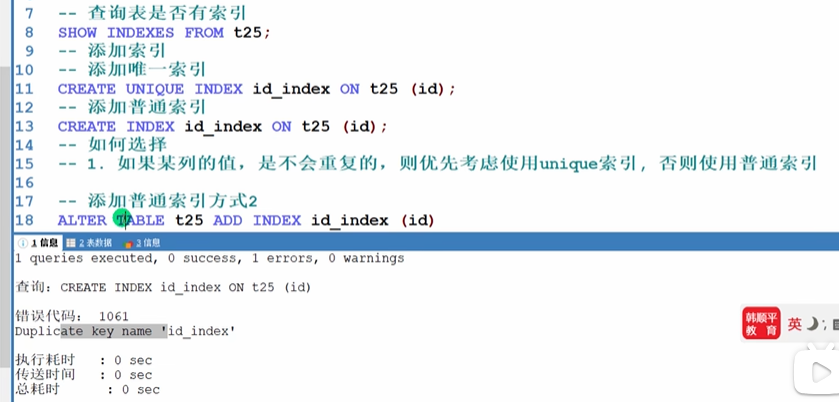 7 -- 查询表是否有索引
8 SHOW INDEXES FROM t25;
9 -- 添加索引
10 -- 添加唯一索引
11 CREATE UNIQUE INDEX id_index ON t25 (id);
12 -- 添加普通索引
13 CREATE INDEX id_index ON t25 (id);
14 -- 如何选择
15 -- 1. 如果某列的值，是不会重复的，则优先考虑使用unique索引, 否则使用普通索引
16
17 -- 添加普通索引方式2
18 ALTER TABLE t25 ADD INDEX id_index (id)
1 信息 2 表数据 3 信息
1 queries executed, 0 success, 1 errors, 0 warnings
查询: CREATE INDEX id_index ON t25 (id)
错误代码: 1061
Duplicate key name 'id_index'
执行耗时 : 0 sec
传送时间 : 0 sec
总耗时 : 0 sec
韩顺平
教育
英